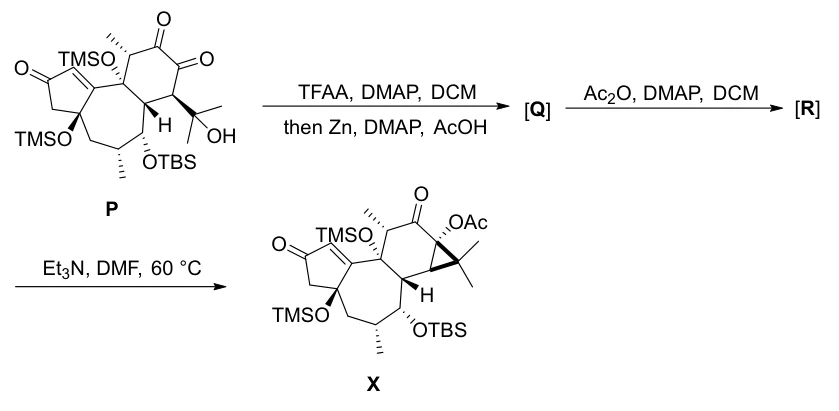 O
O
TMSO
O
H
OH
TMSO
OTBS
P
TFAA, DMAP, DCM
then Zn, DMAP, AcOH
[Q]
Ac₂O, DMAP, DCM
[R]
Et₃N, DMF, 60 °C
O
OAc
TMSO
O
H
TMSO
OTBS
X